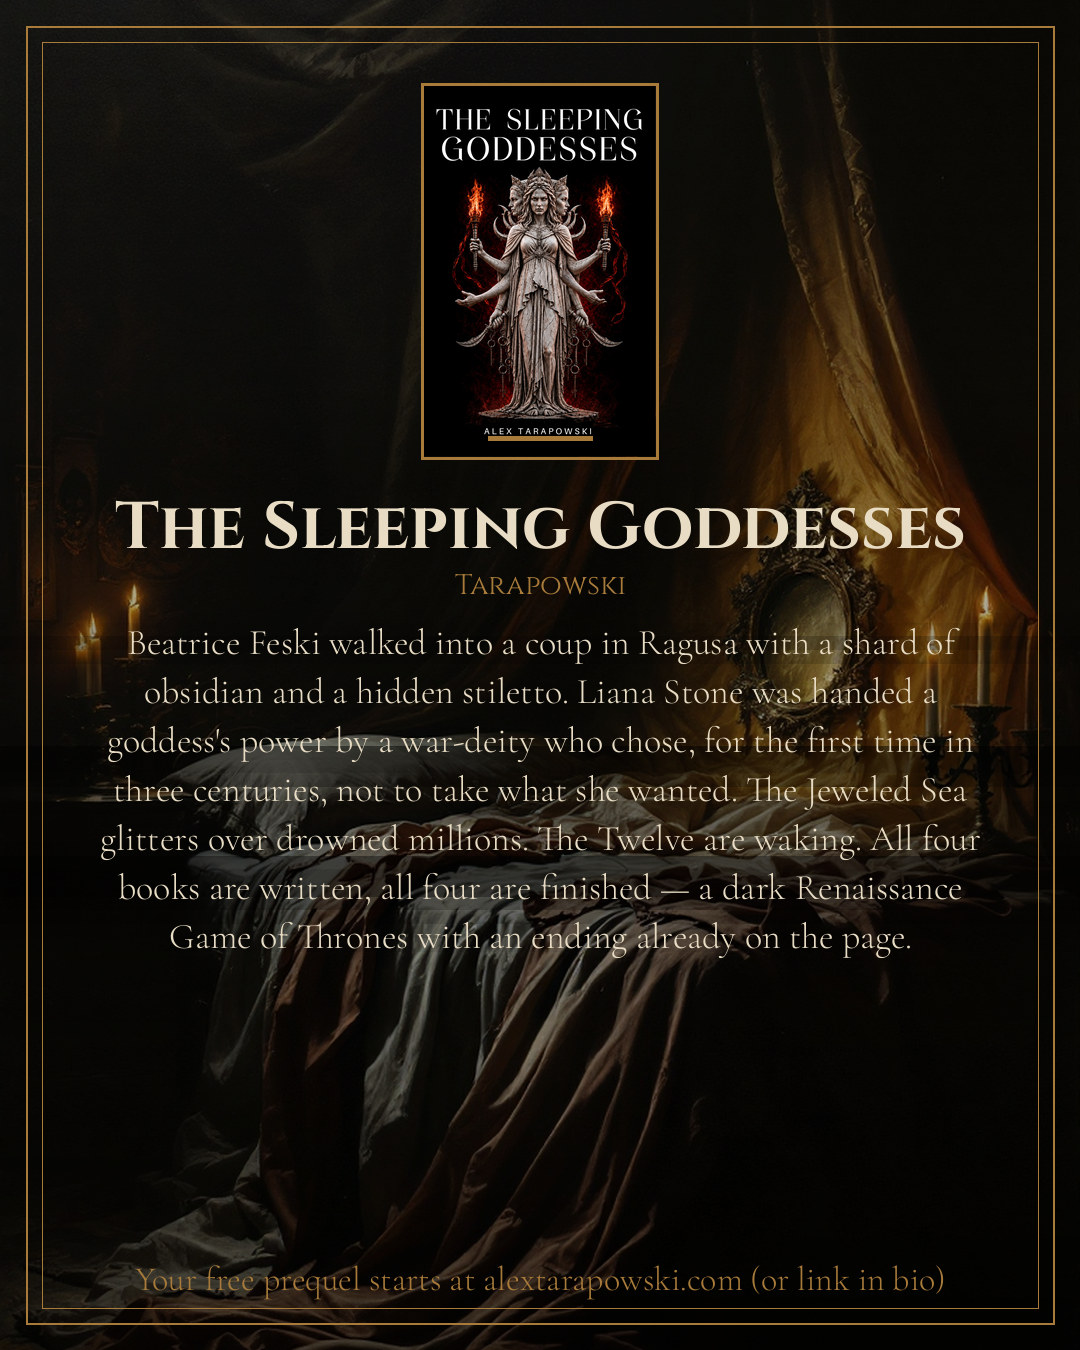 THE SLEEPING
GODDESSES
ALEX TARAPOWSKI
The Sleeping Goddesses
Tarapowski
Beatrice Feski walked into a coup in Ragusa with a shard of
obsidian and a hidden stiletto. Liana Stone was handed a
goddess's power by a war-deity who chose, for the first time in
three centuries, not to take what she wanted. The Jeweled Sea
glitters over drowned millions. The Twelve are waking. All four
books are written, all four are finished — a dark Renaissance
Game of Thrones with an ending already on the page.
Your free prequel starts at alextarapowski.com (or link in bio)